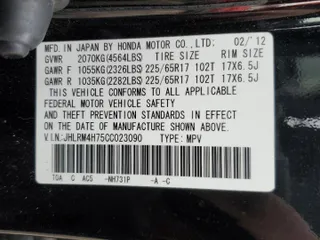 MFD. IN JAPAN BY HONDA MOTOR CO.,LTD. 02/'12
GVWR 2070KG(4564LBS) TIRE SIZE RIM SIZE
GAWR F 1055KG(2326LBS) 225/65R17 102T 17X6.5J
GAWR R 1035KG(2282LBS) 225/65R17 102T 17X6.5J
THIS VEHICLE CONFORMS TO ALL APPLICABLE
FEDERAL MOTOR VEHICLE SAFETY AND
THEFT PREVENTION STANDARDS IN EFFECT ON
THE DATE OF MANUFACTURE SHOWN ABOVE.
V.I.N:JHLRM4H75CC023090 TYPE: MPV
T0A C AC5 -NH731P -A -C